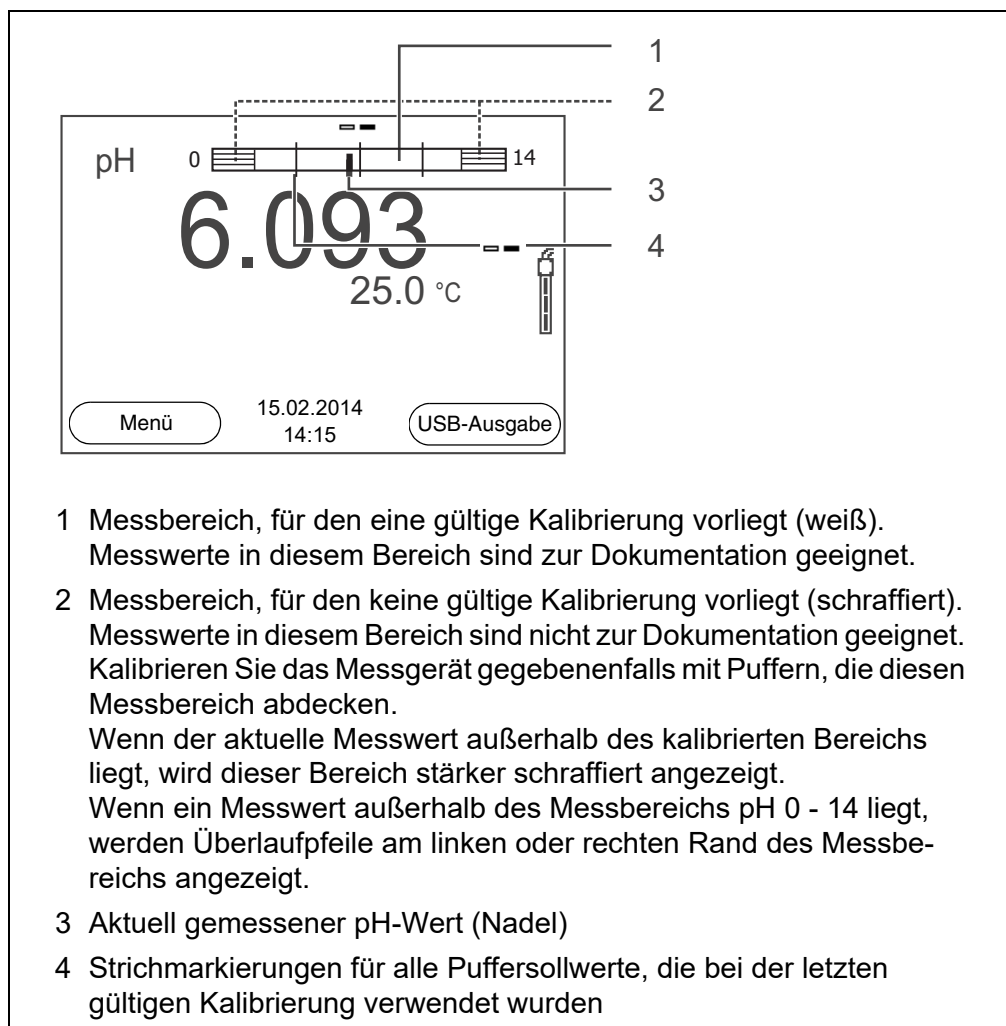 1
2
pH 0 14
3
6.093
4
25.0 °C
Menü 15.02.2014 USB-Ausgabe
14:15
1 Messbereich, für den eine gültige Kalibrierung vorliegt (weiß).
Messwerte in diesem Bereich sind zur Dokumentation geeignet.
2 Messbereich, für den keine gültige Kalibrierung vorliegt (schraffiert).
Messwerte in diesem Bereich sind nicht zur Dokumentation geeignet.
Kalibrieren Sie das Messgerät gegebenenfalls mit Puffern, die diesen
Messbereich abdecken.
Wenn der aktuelle Messwert außerhalb des kalibrierten Bereichs
liegt, wird dieser Bereich stärker schraffiert angezeigt.
Wenn ein Messwert außerhalb des Messbereichs pH 0 - 14 liegt,
werden Überlaufpfeile am linken oder rechten Rand des Messbe-
reichs angezeigt.
3 Aktuell gemessener pH-Wert (Nadel)
4 Strichmarkierungen für alle Puffersollwerte, die bei der letzten
gültigen Kalibrierung verwendet wurden